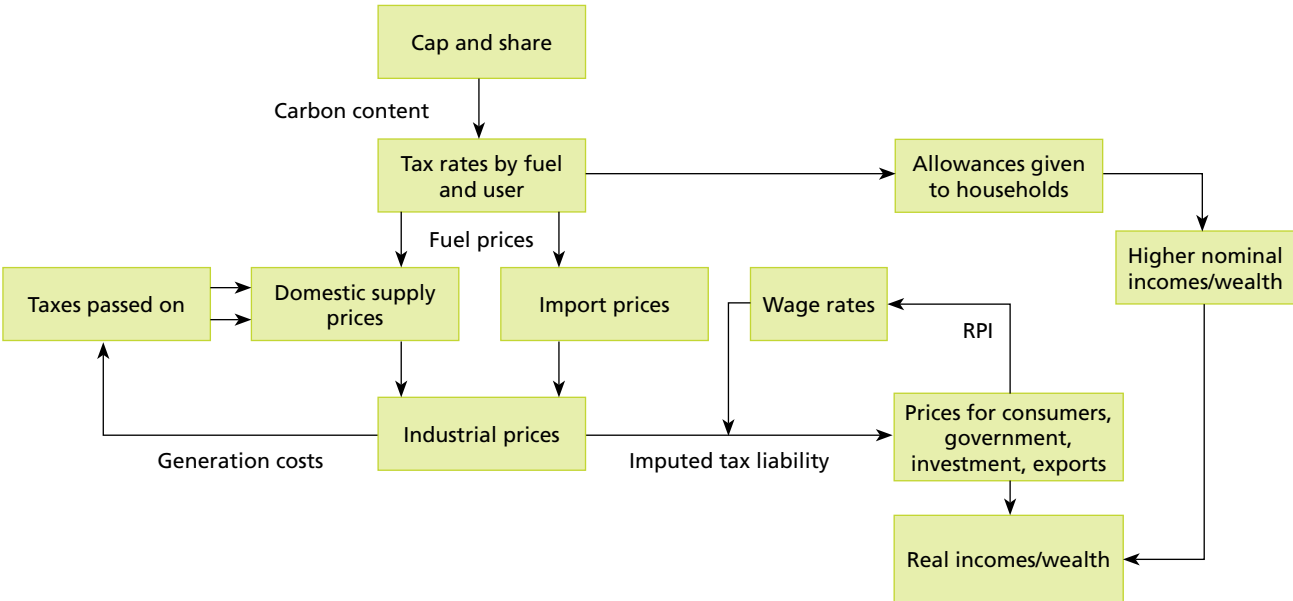 Cap and share
Carbon content
Tax rates by fuel
and user
Allowances given
to households
Fuel prices
Higher nominal
incomes/wealth
Taxes passed on
Domestic supply
prices
Import prices
Wage rates
RPI
Industrial prices
Prices for consumers,
government,
investment, exports
Generation costs
Imputed tax liability
Real incomes/wealth